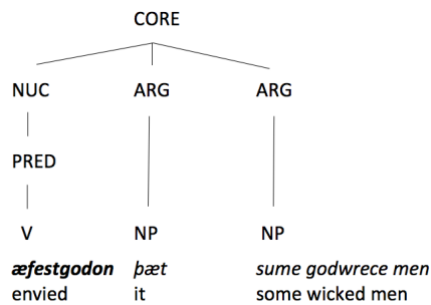 CORE
NUC ARG ARG
PRED
V NP NP
æfestgodon þæt sume godwrece men
envied it some wicked men